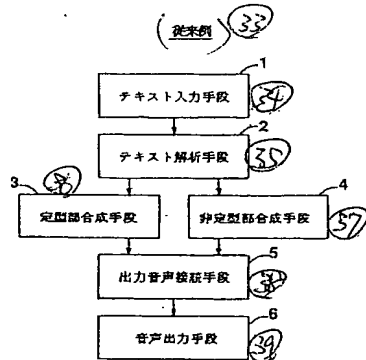 (従来例) 33
1
テキスト入力手段 34
2
テキスト解析手段 35
3
定型部合成手段
4
非定型部合成手段 37
5
出力音声接続手段 38
6
音声出力手段 39